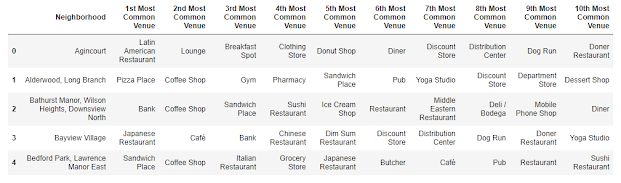 Neighborhood 1st Most Common Venue 2nd Most Common Venue 3rd Most Common Venue 4th Most Common Venue 5th Most Common Venue 6th Most Common Venue 7th Most Common Venue 8th Most Common Venue 9th Most Common Venue 10th Most Common Venue
0 Agincourt Latin American Restaurant Lounge Breakfast Spot Clothing Store Donut Shop Diner Discount Store Distribution Center Dog Run Doner Restaurant
1 Alderwood, Long Branch Pizza Place Coffee Shop Gym Pharmacy Sandwich Place Pub Yoga Studio Discount Store Department Store Dessert Shop
2 Bathurst Manor, Wilson Heights, Downsview North Bank Coffee Shop Sandwich Place Sushi Restaurant Ice Cream Shop Restaurant Middle Eastern Restaurant Deli / Bodega Mobile Phone Shop Diner
3 Bayview Village Japanese Restaurant Café Bank Chinese Restaurant Dim Sum Restaurant Discount Store Distribution Center Dog Run Doner Restaurant Yoga Studio
4 Bedford Park, Lawrence Manor East Sandwich Place Coffee Shop Italian Restaurant Grocery Store Japanese Restaurant Butcher Café Pub Restaurant Sushi Restaurant